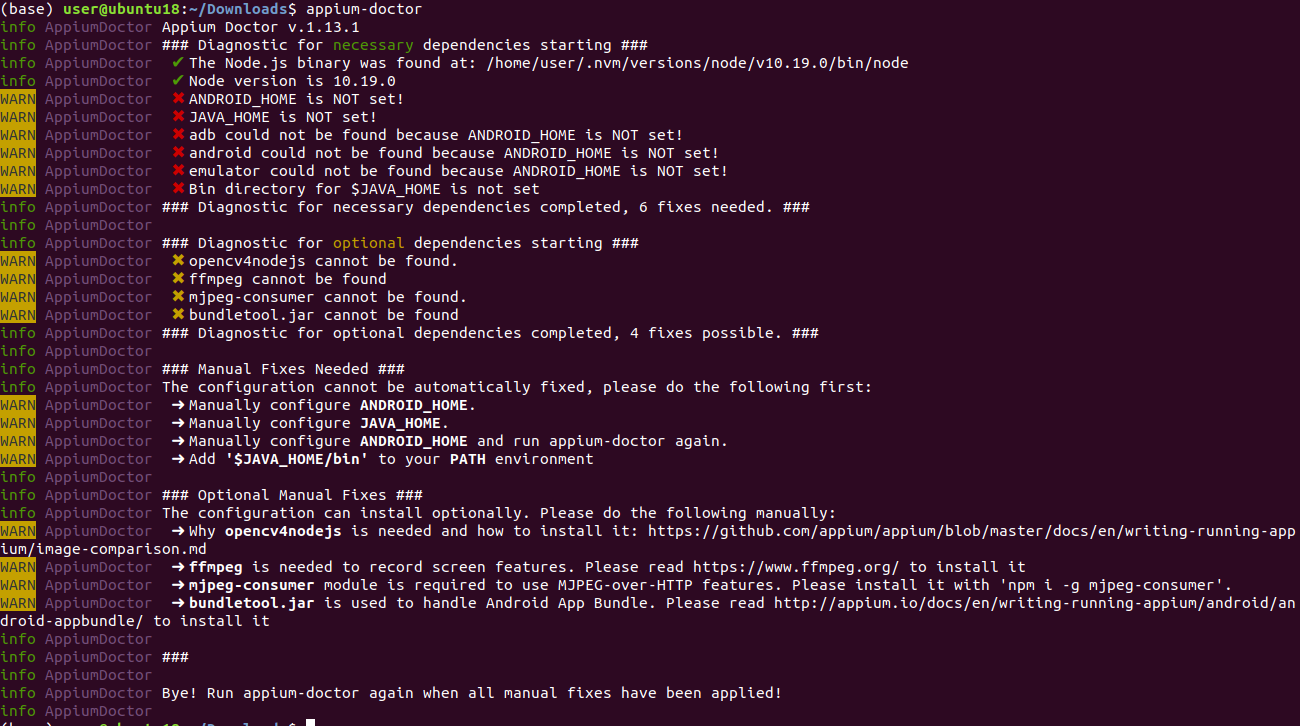 (base) user@ubuntu18:~/Downloads$ appium-doctor
info AppiumDoctor Appium Doctor v.1.13.1
info AppiumDoctor ### Diagnostic for necessary dependencies starting ###
info AppiumDoctor  ✔ The Node.js binary was found at: /home/user/.nvm/versions/node/v10.19.0/bin/node
info AppiumDoctor  ✔ Node version is 10.19.0
WARN AppiumDoctor  ✖ ANDROID_HOME is NOT set!
WARN AppiumDoctor  ✖ JAVA_HOME is NOT set!
WARN AppiumDoctor  ✖ adb could not be found because ANDROID_HOME is NOT set!
WARN AppiumDoctor  ✖ android could not be found because ANDROID_HOME is NOT set!
WARN AppiumDoctor  ✖ emulator could not be found because ANDROID_HOME is NOT set!
WARN AppiumDoctor  ✖ Bin directory for $JAVA_HOME is not set
info AppiumDoctor ### Diagnostic for necessary dependencies completed, 6 fixes needed. ###
info AppiumDoctor
info AppiumDoctor ### Diagnostic for optional dependencies starting ###
WARN AppiumDoctor  ✖ opencv4nodejs cannot be found.
WARN AppiumDoctor  ✖ ffmpeg cannot be found
WARN AppiumDoctor  ✖ mjpeg-consumer cannot be found.
WARN AppiumDoctor  ✖ bundletool.jar cannot be found
info AppiumDoctor ### Diagnostic for optional dependencies completed, 4 fixes possible. ###
info AppiumDoctor
info AppiumDoctor ### Manual Fixes Needed ###
info AppiumDoctor The configuration cannot be automatically fixed, please do the following first:
WARN AppiumDoctor  ➜ Manually configure ANDROID_HOME.
WARN AppiumDoctor  ➜ Manually configure JAVA_HOME.
WARN AppiumDoctor  ➜ Manually configure ANDROID_HOME and run appium-doctor again.
WARN AppiumDoctor  ➜ Add '$JAVA_HOME/bin' to your PATH environment
info AppiumDoctor
info AppiumDoctor ### Optional Manual Fixes ###
info AppiumDoctor The configuration can install optionally. Please do the following manually:
WARN AppiumDoctor  ➜ Why opencv4nodejs is needed and how to install it: https://github.com/appium/appium/blob/master/docs/en/writing-running-app
ium/image-comparison.md
WARN AppiumDoctor  ➜ ffmpeg is needed to record screen features. Please read https://www.ffmpeg.org/ to install it
WARN AppiumDoctor  ➜ mjpeg-consumer module is required to use MJPEG-over-HTTP features. Please install it with 'npm i -g mjpeg-consumer'.
WARN AppiumDoctor  ➜ bundletool.jar is used to handle Android App Bundle. Please read http://appium.io/docs/en/writing-running-appium/android/an
droid-appbundle/ to install it
info AppiumDoctor
info AppiumDoctor ###
info AppiumDoctor
info AppiumDoctor Bye! Run appium-doctor again when all manual fixes have been applied!
info AppiumDoctor